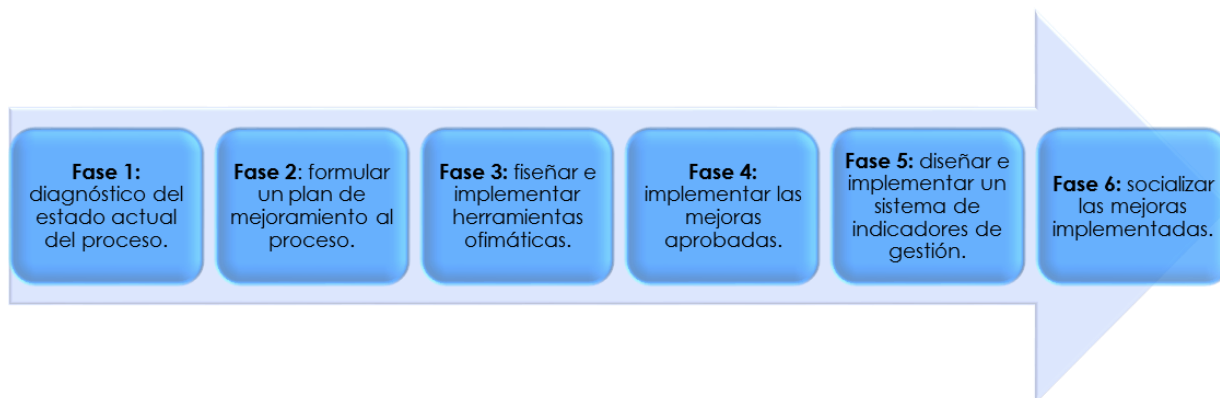 Fase 1:
diagnóstico del
estado actual
del proceso.
Fase 2: formular
un plan de
mejoramiento al
proceso.
Fase 3: fiseñar e
implementar
herramientas
ofimáticas.
Fase 4:
implementar las
mejoras
aprobadas.
Fase 5: diseñar e
implementar un
sistema de
indicadores de
gestión.
Fase 6: socializar
las mejoras
implementadas.